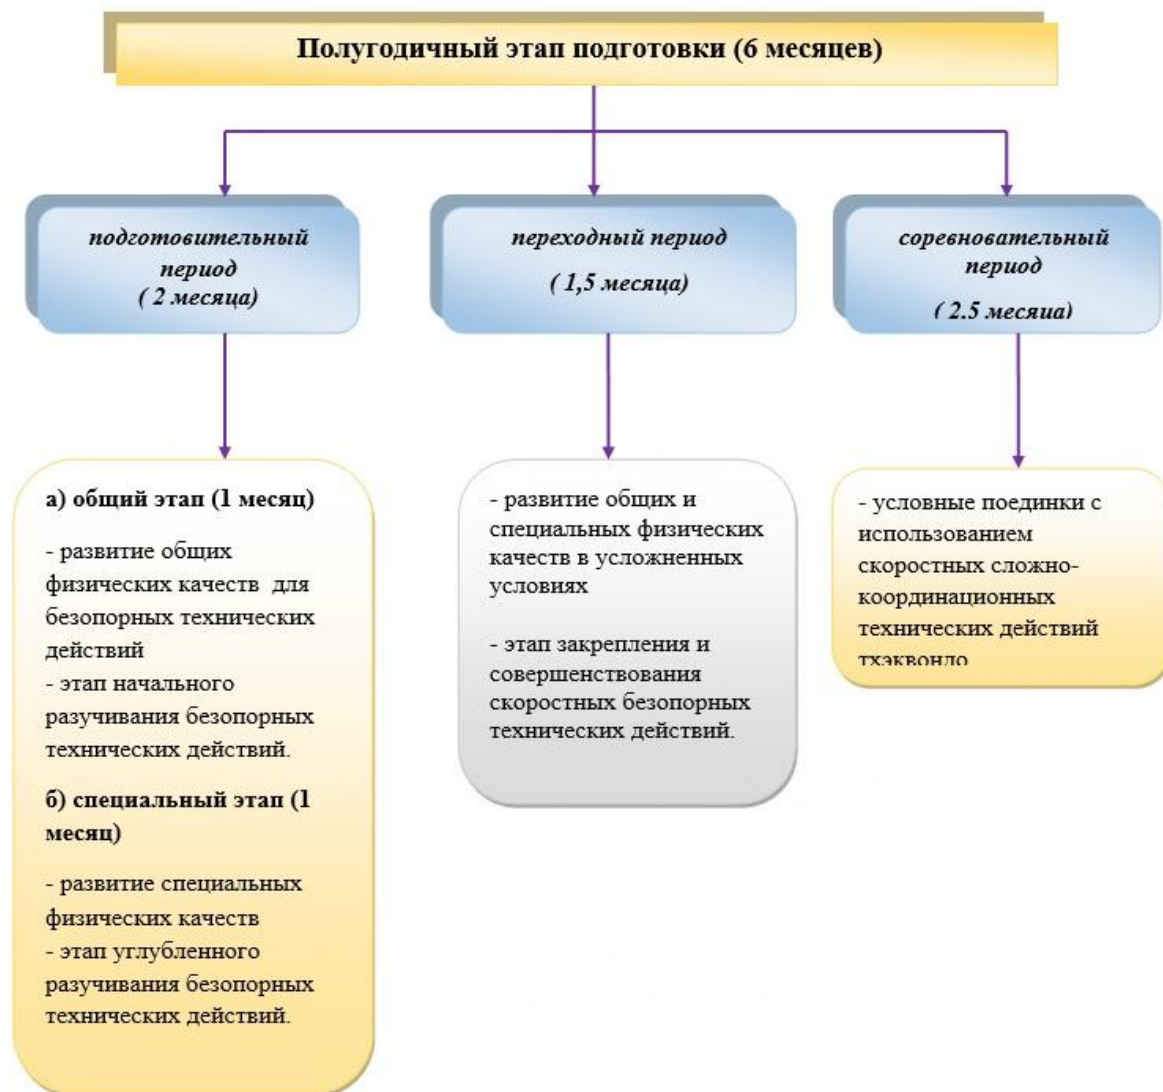 Полугодичный этап подготовки (6 месяцев)
подготовительный
период
( 2 месяца)
переходный период
( 1,5 месяца)
соревновательный
период
( 2.5 месяца)
а) общий этап (1 месяц)
- развитие общих
физических качеств для
безопорных технических
действий
- этап начального
разучивания безопорных
технических действий.
б) специальный этап (1
месяц)
- развитие специальных
физических качеств
- этап углубленного
разучивания безопорных
технических действий.
- развитие общих и
специальных физических
качеств в усложненных
условиях
- этап закрепления и
совершенствования
скоростных безопорных
технических действий.
- условные поединки с
использованием
скоростных сложно-
координационных
технических действий
тхэквондо